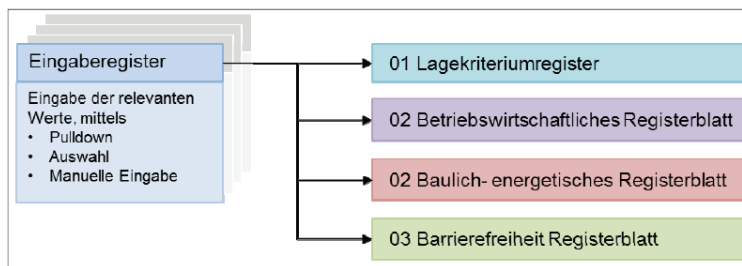 Eingaberegister
Eingabe der relevanten
Werte, mittels
• Pulldown
• Auswahl
• Manuelle Eingabe
01 Lagekriteriumregister
02 Betriebswirtschaftliches Registerblatt
02 Baulich- energetisches Registerblatt
03 Barrierefreiheit Registerblatt